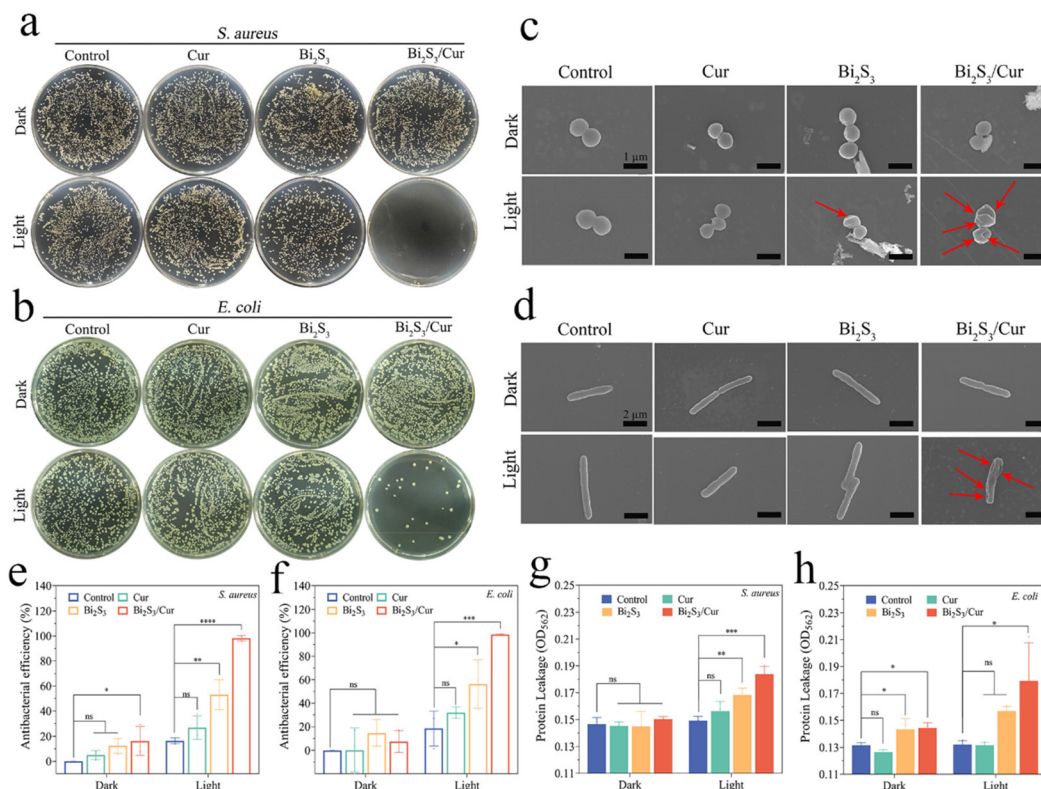 a
S. aureus
Control Cur Bi₂S₃ Bi₂S₃/Cur
Dark
Light
b
E. coli
Control Cur Bi₂S₃ Bi₂S₃/Cur
Dark
Light
c
Control Cur Bi₂S₃ Bi₂S₃/Cur
Dark
1 μm
Light
d
Control Cur Bi₂S₃ Bi₂S₃/Cur
Dark
2 μm
Light
e
Antibacterial efficiency (%)
140
120
100
80
60
40
20
0
Control Cur
Bi₂S₃ Bi₂S₃/Cur
S. aureus
ns
*
ns
**
****
Dark Light
f
Antibacterial efficiency (%)
140
120
100
80
60
40
20
0
Control Cur
Bi₂S₃ Bi₂S₃/Cur
E. coli
ns
ns
*
***
Dark Light
g
Protein Leakage (OD₅₆₂)
0.25
0.23
0.21
0.19
0.17
0.15
0.13
0.11
Control Cur
Bi₂S₃ Bi₂S₃/Cur
S. aureus
ns
ns
**
***
Dark Light
h
Protein Leakage (OD₅₆₂)
0.25
0.23
0.21
0.19
0.17
0.15
0.13
0.11
Control Cur
Bi₂S₃ Bi₂S₃/Cur
E. coli
ns
*
*
ns
*
Dark Light